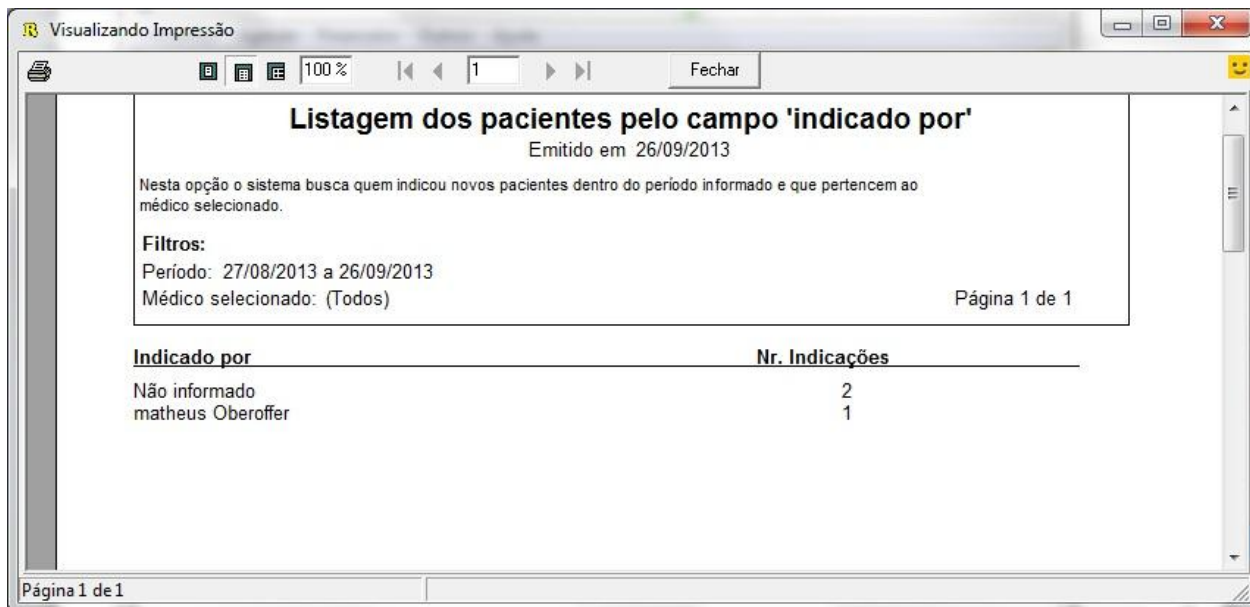 Visualizando Impressão
100 %
1
Fechar
Listagem dos pacientes pelo campo 'indicado por'
Emitido em 26/09/2013
Nesta opção o sistema busca quem indicou novos pacientes dentro do período informado e que pertencem ao
médico selecionado.
Filtros:
Período: 27/08/2013 a 26/09/2013
Médico selecionado: (Todos) Página 1 de 1
Indicado por Nr. Indicações
Não informado 2
matheus Oberoffer 1
Página 1 de 1